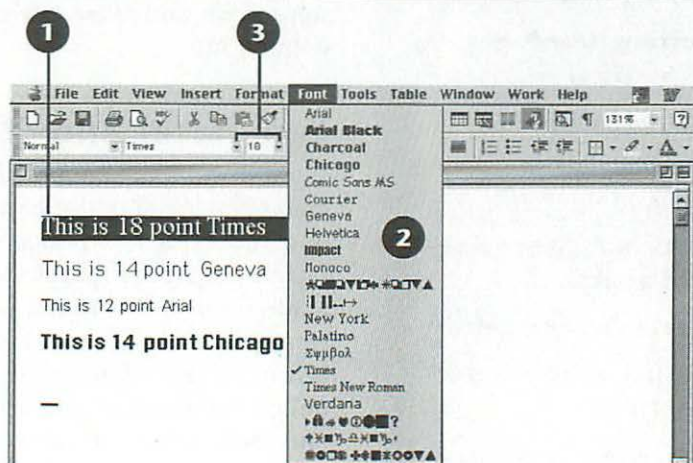 1 3
File Edit View Insert Format Font Tools Table Window Work Help
131%
Normal Times 18
Arial
Arial Black
Charcoal
Chicago
Comic Sans MS
Courier
Geneva
Helvetica
2
Impact
Monaco
New York
Palatino
Συμβολ
✓Times
Times New Roman
Verdana
This is 18 point Times
This is 14 point Geneva
This is 12 point Arial
This is 14 point Chicago